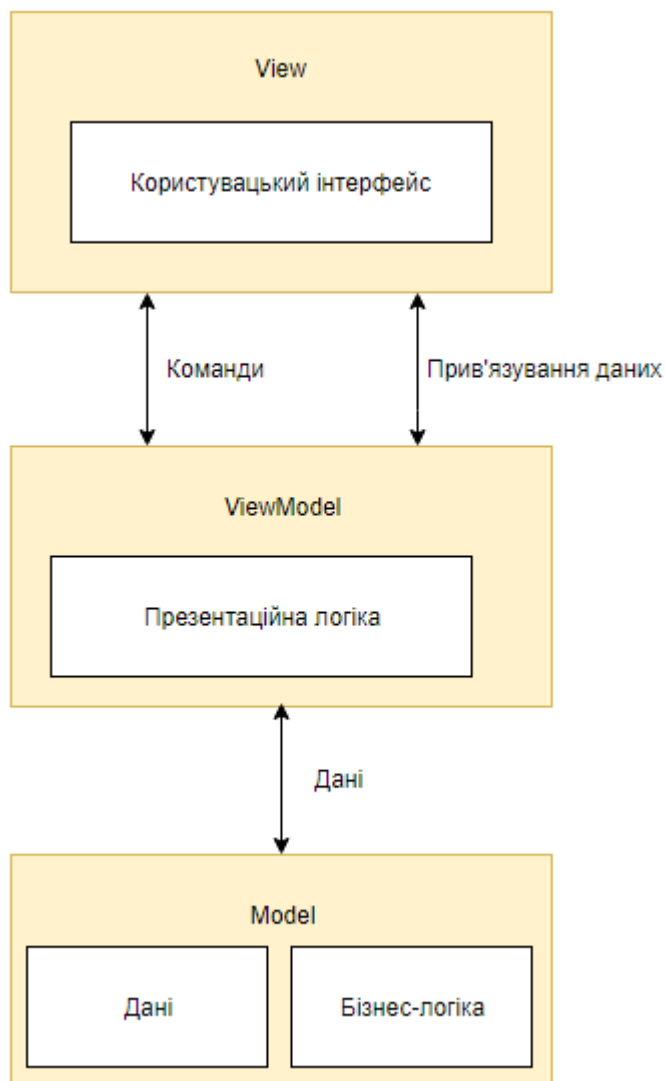 View
Користувацький інтерфейс
Команди
Прив'язування даних
ViewModel
Презентаційна логіка
Дані
Model
Дані
Бізнес-логіка